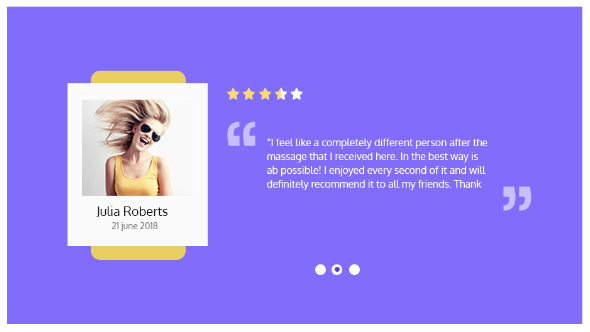 "I feel like a completely different person after the
massage that I received here. In the best way is
ab possible! I enjoyed every second of it and will
definitely recommend it to all my friends. Thank
Julia Roberts
21 june 2018